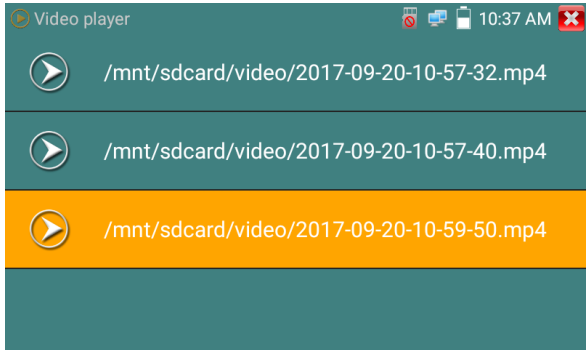 Video player 10:37 AM
/mnt/sdcard/video/2017-09-20-10-57-32.mp4
/mnt/sdcard/video/2017-09-20-10-57-40.mp4
/mnt/sdcard/video/2017-09-20-10-59-50.mp4